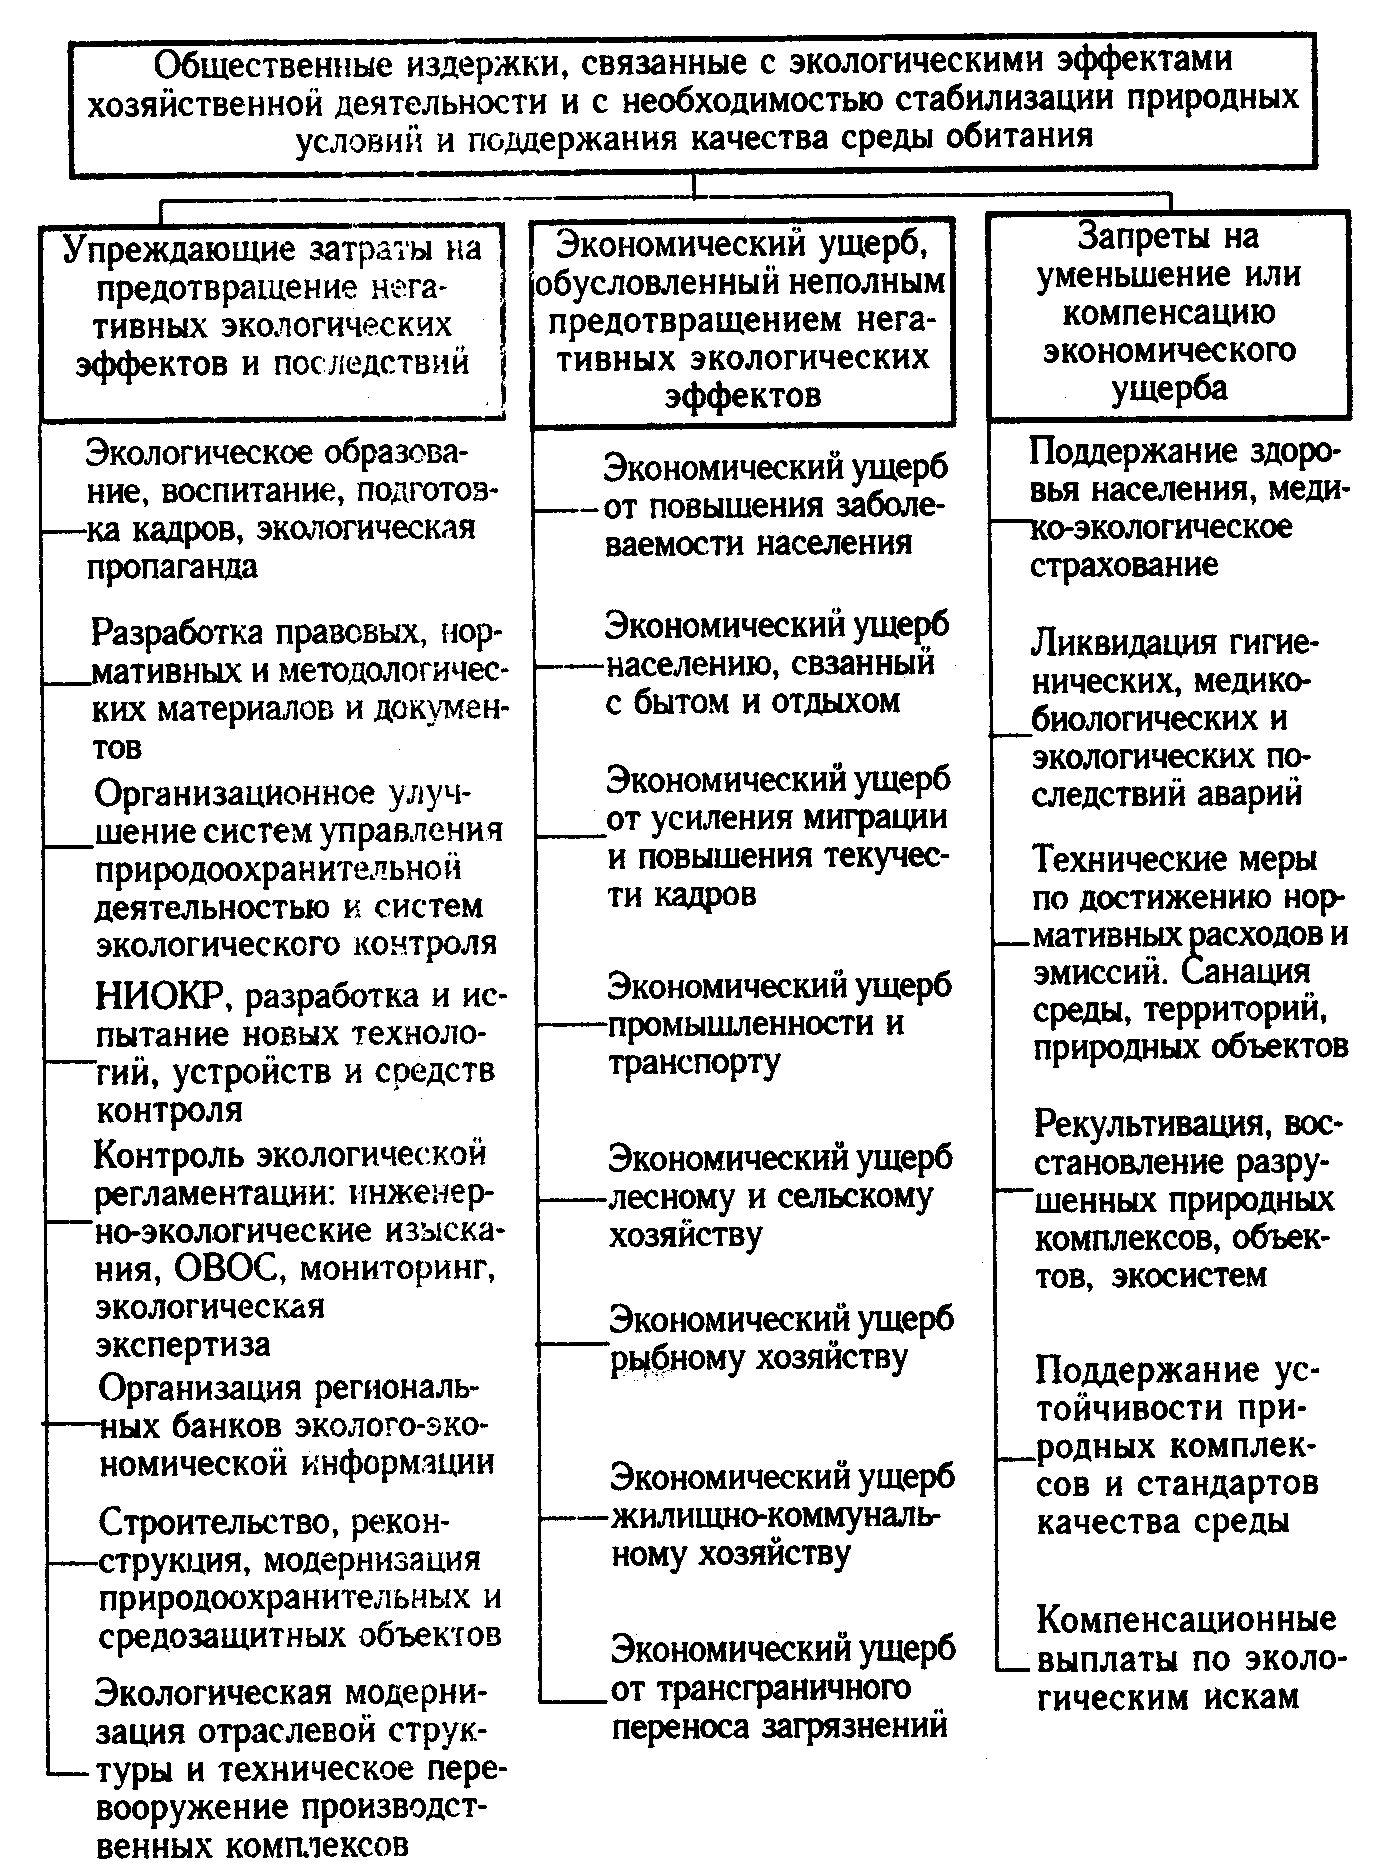 Общественные издержки, связанные с экологическими эффектами
хозяйственной деятельности и с необходимостью стабилизации природных
условий и поддержания качества среды обитания
Упреждающие затраты на
предотвращение нега-
тивных экологических
эффектов и последствий
Экологическое образова-
ние, воспитание, подготов-
ка кадров, экологическая
пропаганда
Разработка правовых, нор-
мативных и методологичес-
ких материалов и докумен-
тов
Организационное улуч-
шение систем управления
природоохранительной
деятельностью и систем
экологического контроля
НИОКР, разработка и ис-
пытание новых техноло-
гий, устройств и средств
контроля
Контроль экологической
регламентации: инженер-
но-экологические изыска-
ния, ОВОС, мониторинг,
экологическая
экспертиза
Организация региональ-
ных банков эколого-эко-
номической информации
Строительство, рекон-
струкция, модернизация
природоохранительных и
средозащитных объектов
Экологическая модерни-
зация отраслевой струк-
туры и техническое пере-
вооружение производст-
венных комплексов
Экономический ущерб,
обусловленный неполным
предотвращением нега-
тивных экологических
эффектов
Экономический ущерб
от повышения заболе-
ваемости населения
Экономический ущерб
населению, свзанный
с бытом и отдыхом
Экономический ущерб
от усиления миграции
и повышения текучес-
ти кадров
Экономический ущерб
промышленности и
транспорту
Экономический ущерб
лесному и сельскому
хозяйству
Экономический ущерб
рыбному хозяйству
Экономический ущерб
жилищно-коммуналь-
ному хозяйству
Экономический ущерб
от трансграничного
переноса загрязнений
Запреты на
уменьшение или
компенсацию
экономического
ущерба
Поддержание здоро-
вья населения, меди-
ко-экологическое
страхование
Ликвидация гигие-
нических, медико-
биологических и
экологических по-
следствий аварий
Технические меры
по достижению нор-
мативных расходов и
эмиссий. Санация
среды, территорий,
природных объектов
Рекультивация, вос-
становление разру-
шенных природных
комплексов, объек-
тов, экосистем
Поддержание ус-
тойчивости при-
родных комплек-
сов и стандартов
качества среды
Компенсационные
выплаты по эколо-
гическим искам